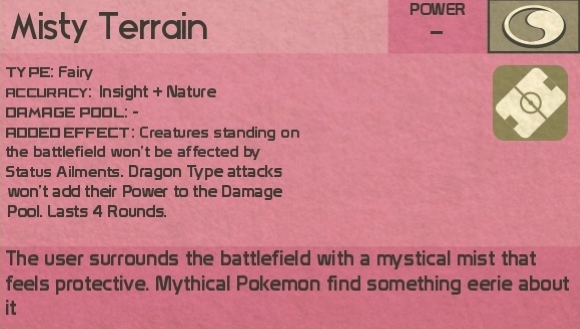 Misty Terrain
POWER
–
TYPE: Fairy
ACCURACY: Insight + Nature
DAMAGE POOL: -
ADDED EFFECT: Creatures standing on
the battlefield won't be affected by
Status Ailments. Dragon Type attacks
won't add their Power to the Damage
Pool. Lasts 4 Rounds.
The user surrounds the battlefield with a mystical mist that
feels protective. Mythical Pokemon find something eerie about
it